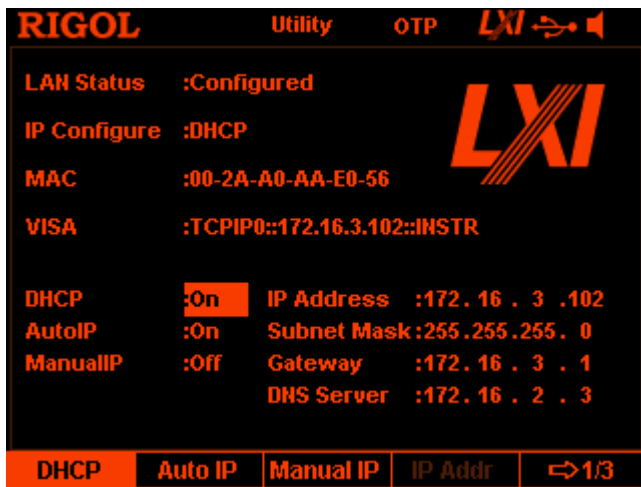 RIGOL Utility OTP LXI
LAN Status :Configured
IP Configure :DHCP
LXI
MAC :00-2A-A0-AA-E0-56
VISA :TCPIP0::172.16.3.102::INSTR
DHCP :On IP Address :172. 16 . 3 .102
AutoIP :On Subnet Mask:255.255.255. 0
ManualIP :Off Gateway :172. 16 . 3 . 1
DNS Server :172. 16 . 2 . 3
DHCP Auto IP Manual IP IP Addr ⇨1/3